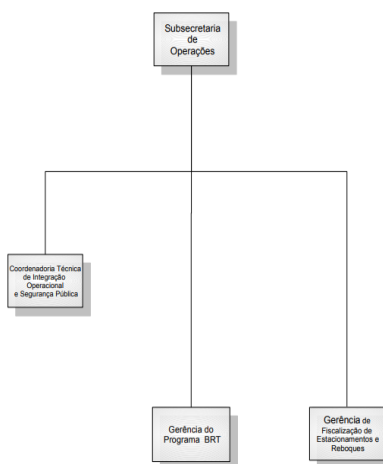 Subsecretaria
de
Operações
Coordenadoria Técnica
de Integração
Operacional
e Segurança Pública
Gerência do
Programa BRT
Gerência de
Fiscalização de
Estacionamentos e
Reboques